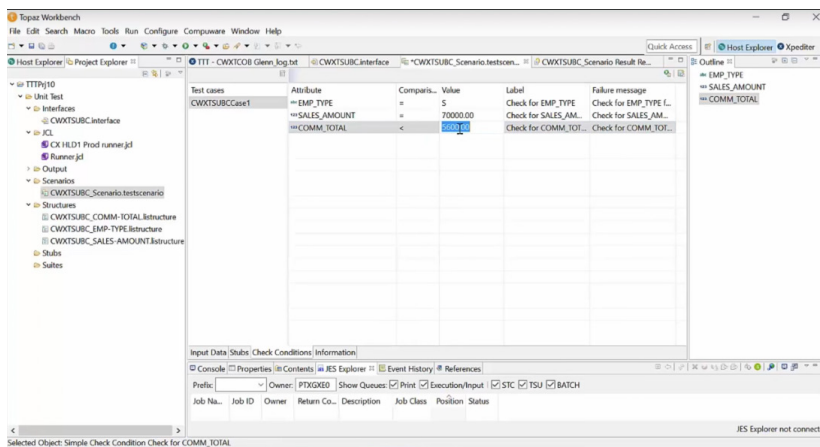 Topaz Workbench
File Edit Search Macro Tools Run Configure Compuware Window Help
Quick Access Host Explorer Xpediter
Host Explorer Project Explorer
TTTPrj10
Unit Test
Interfaces
CWXTSUBC.interface
JCL
CX HLD1 Prod runner.jcl
Runner.jcl
Output
Scenarios
CWXTSUBC_Scenario.testscenario
Structures
CWXTSUBC_COMM-TOTAL.listructure
CWXTSUBC_EMP-TYPE.listructure
CWXTSUBC_SALES-AMOUNT.listructure
Stubs
Suites
TTT - CWXTCOB Glenn_log.txt CWXTSUBC.interface *CWXTSUBC_Scenario.testscen... CWXTSUBC_Scenario Result Re...
Test cases Attribute Comparis... Value Label Failure message
CWXTSUBCCase1 EMP_TYPE = S Check for EMP_TYPE Check for EMP_TYPE f...
SALES_AMOUNT = 70000.00 Check for SALES_AM... Check for SALES_AM...
COMM_TOTAL < 5600.00 Check for COMM_TOT... Check for COMM_TOT...
Input Data Stubs Check Conditions Information
Outline
EMP_TYPE
SALES_AMOUNT
COMM_TOTAL
Console Properties Contents JES Explorer Event History References
Prefix: Owner: PTXGXE0 Show Queues: Print Execution/Input STC TSU BATCH
Job Na... Job ID Owner Return Co... Description Job Class Position Status
JES Explorer not connect
Selected Object: Simple Check Condition Check for COMM_TOTAL